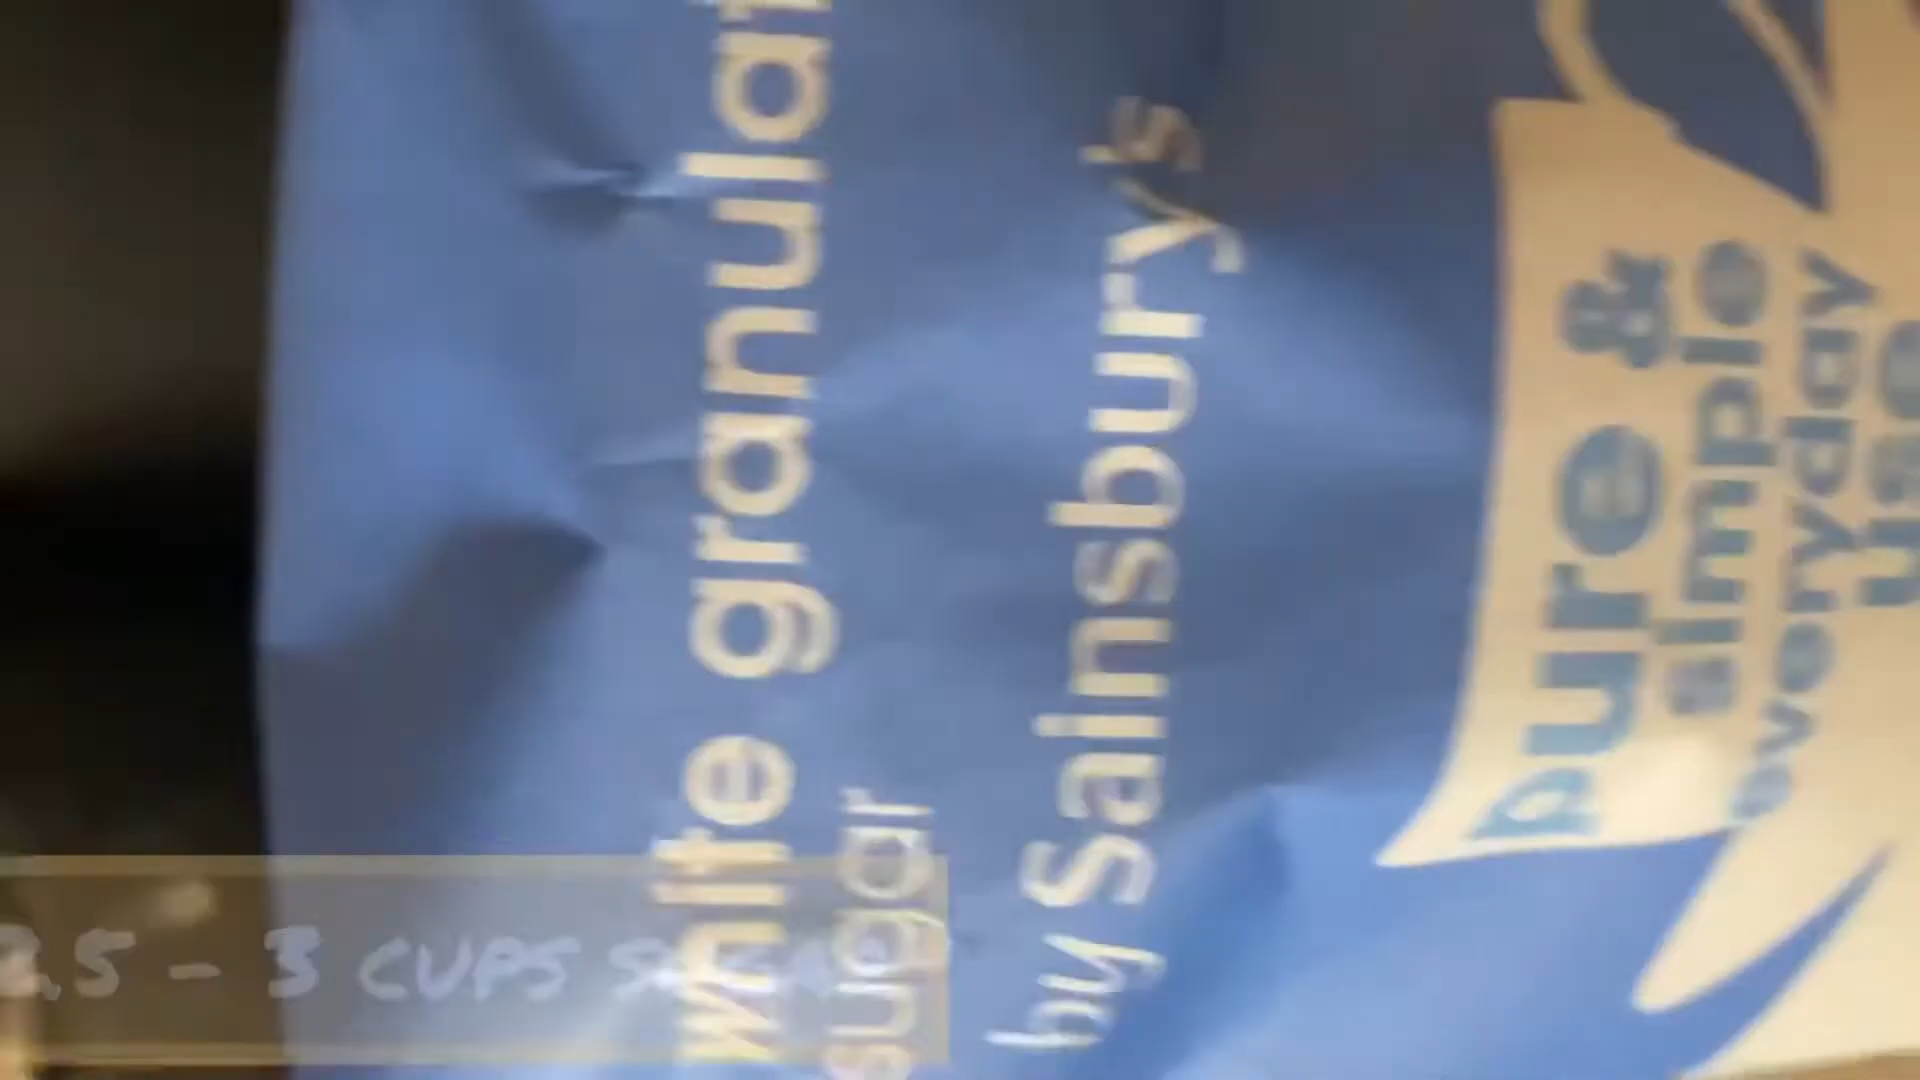 white granulat
sugar
by Sainsbury's
pure &
simple
everyday
use
2.5 - 3 CUPS